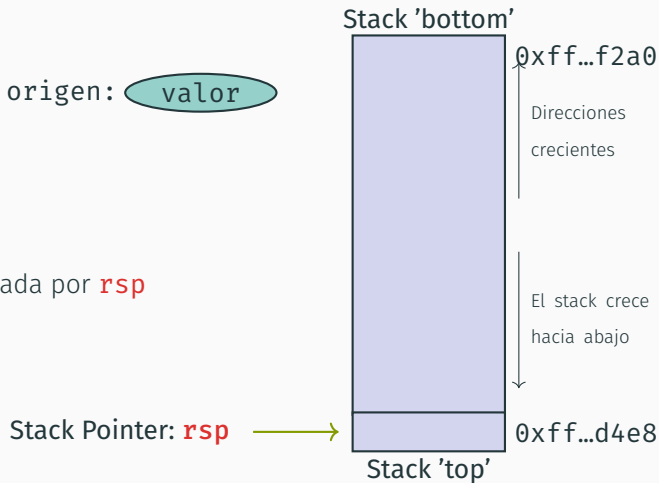 Stack 'bottom'
0xff…f2a0
origen: valor
Direcciones
crecientes
ada por rsp
El stack crece
hacia abajo
Stack Pointer: rsp
0xff…d4e8
Stack 'top'